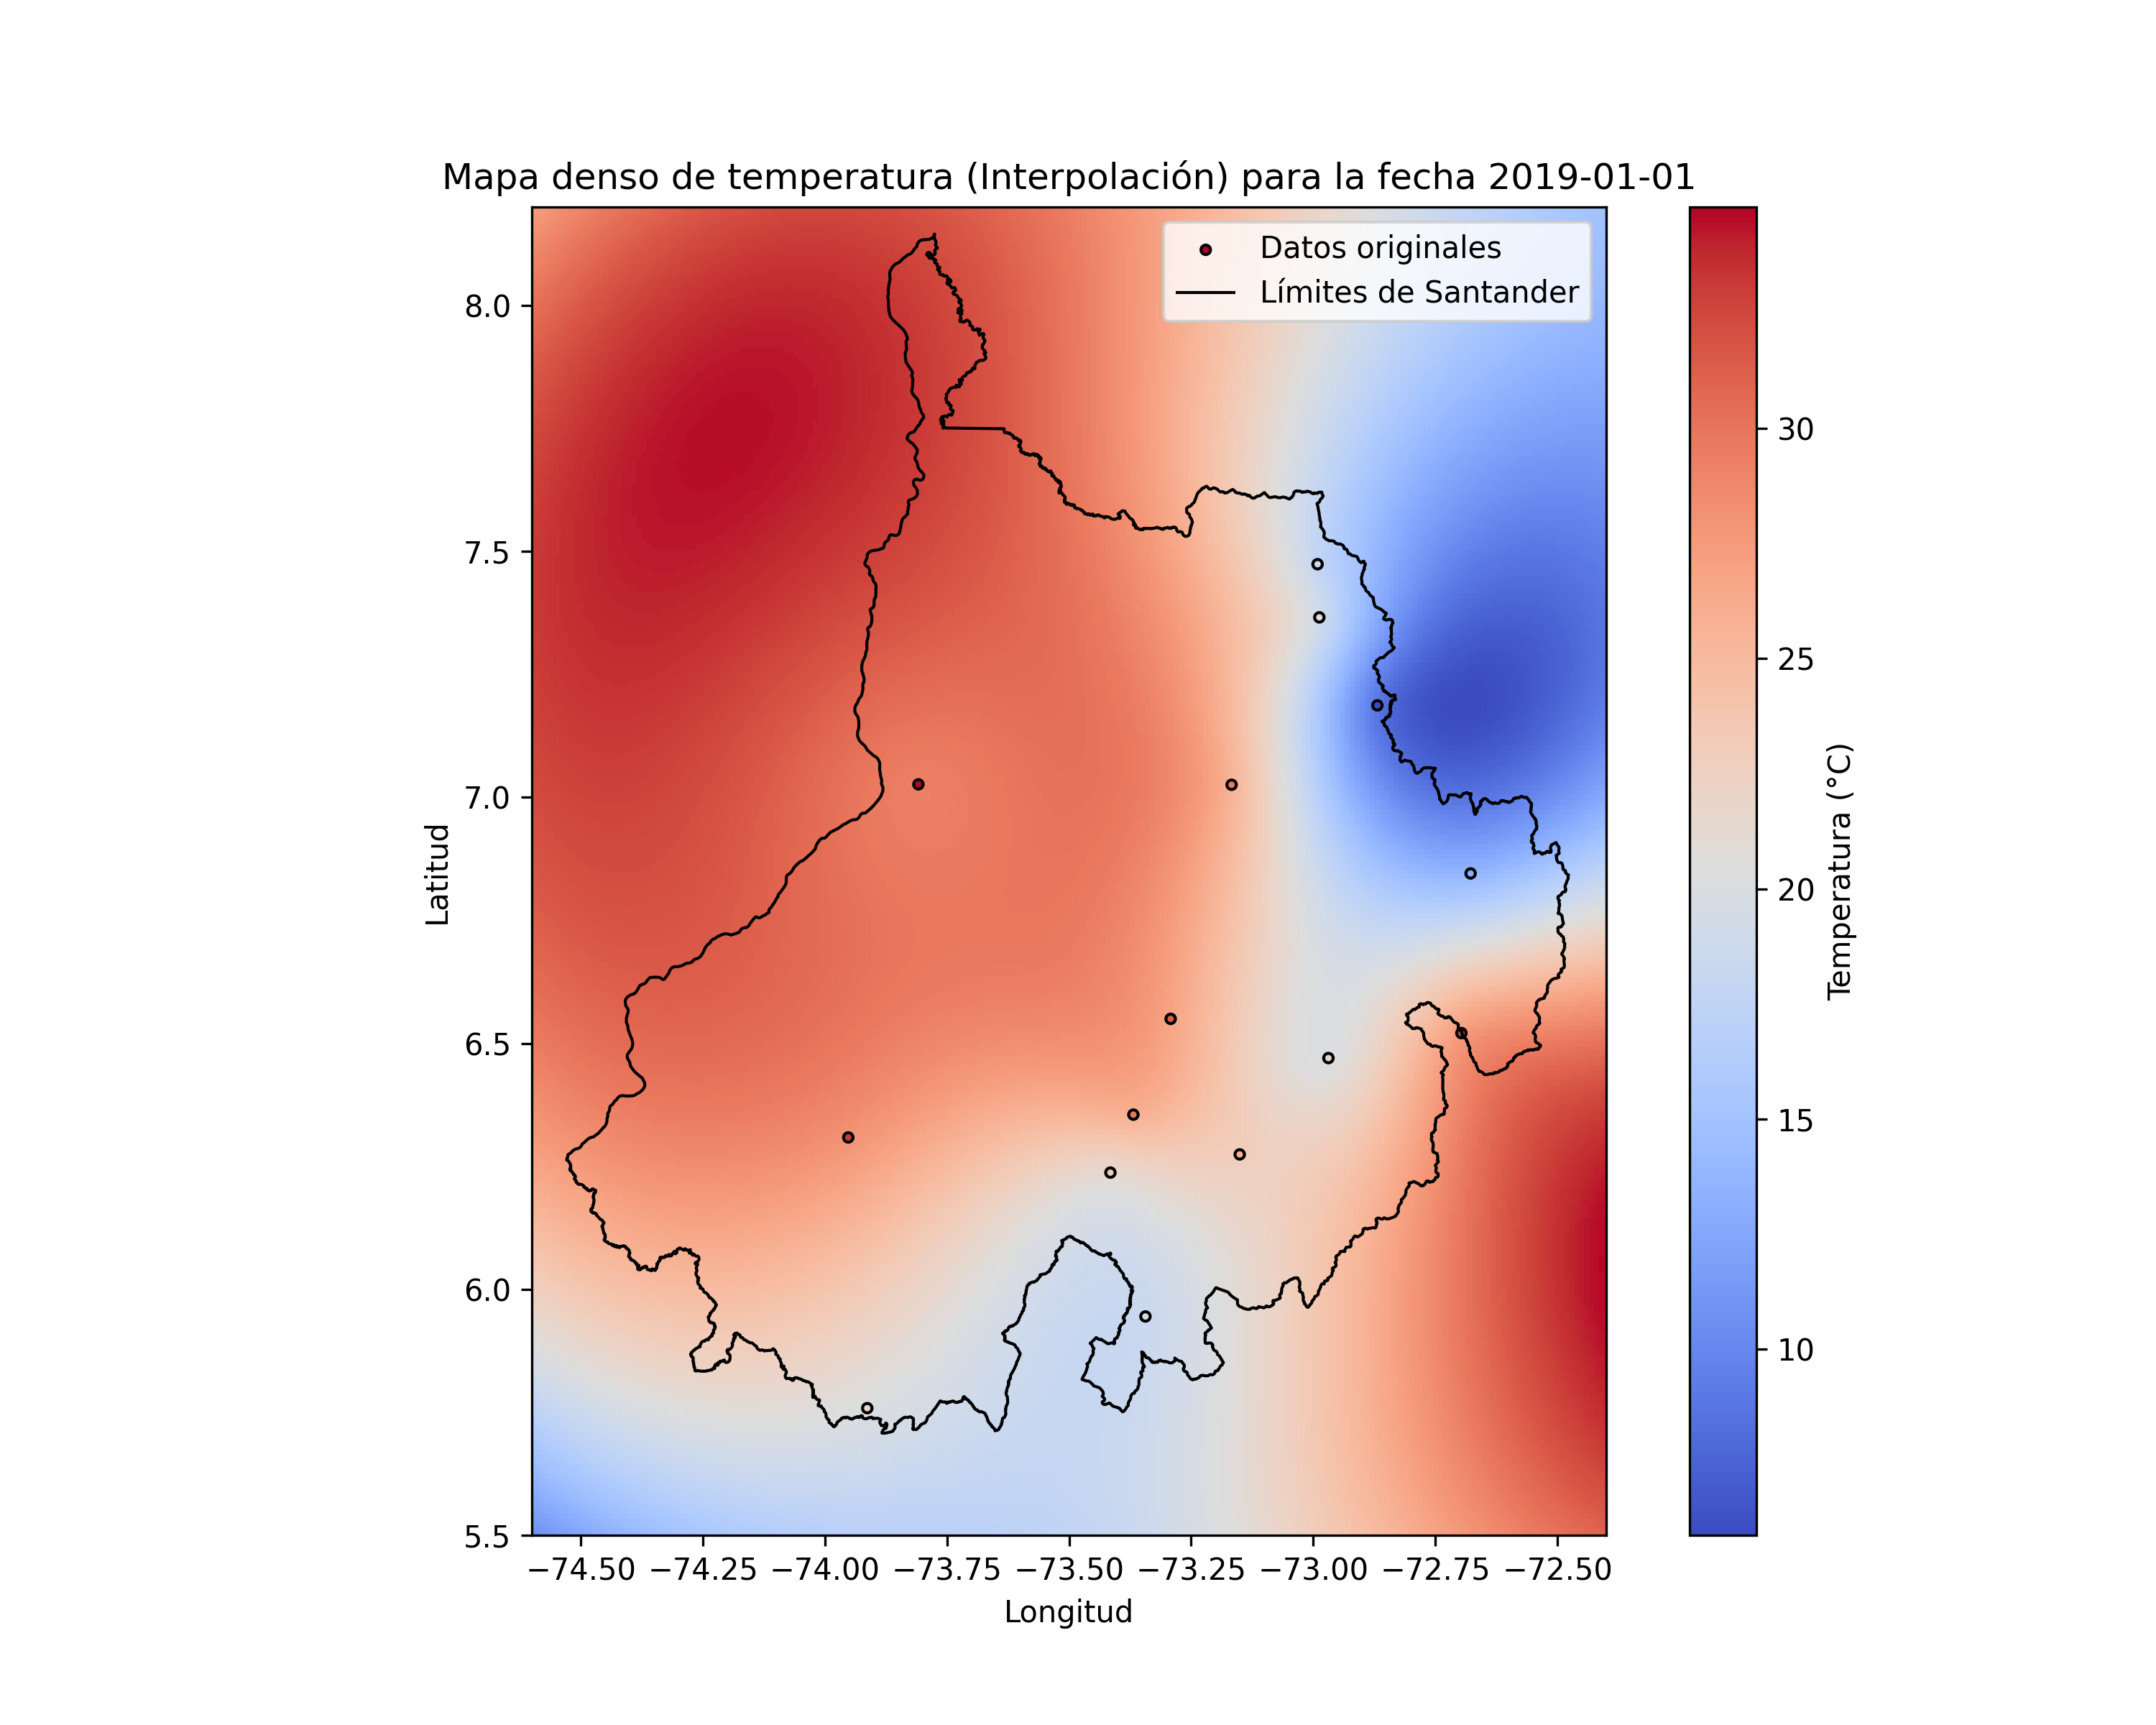 Mapa denso de temperatura (Interpolación) para la fecha 2019-01-01
Datos originales
Límites de Santander
8.0
7.5
7.0
6.5
6.0
5.5
Latitud
−74.50 −74.25 −74.00 −73.75 −73.50 −73.25 −73.00 −72.75 −72.50
Longitud
30
25
20
15
10
Temperatura (°C)